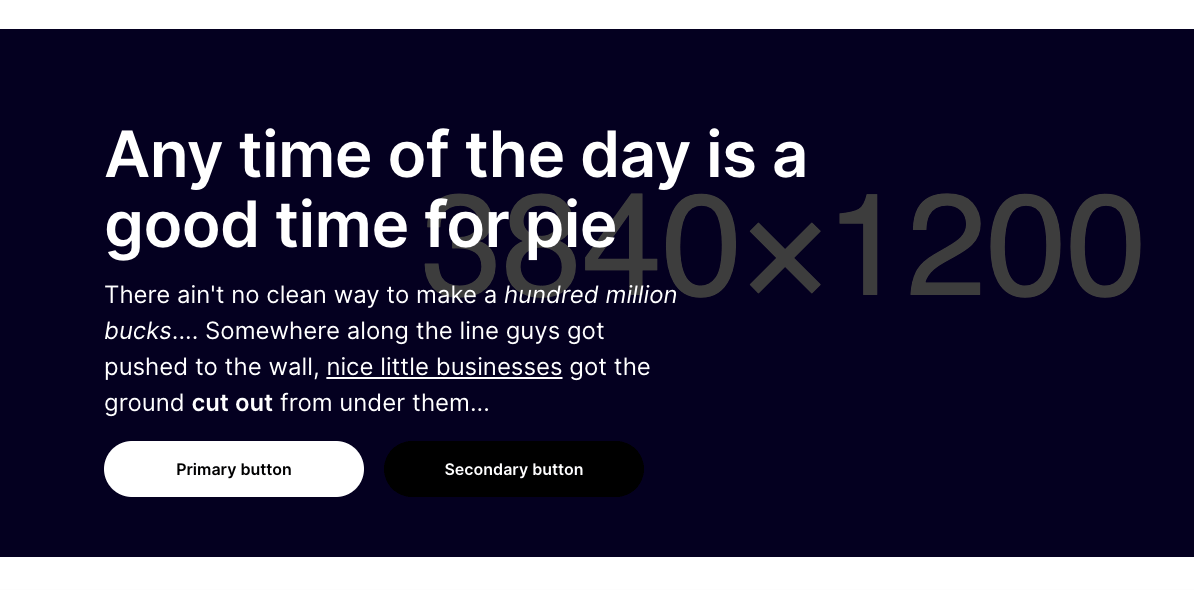 Any time of the day is a
good time for pie
3840×1200
There ain't no clean way to make a hundred million
bucks.... Somewhere along the line guys got
pushed to the wall, nice little businesses got the
ground cut out from under them...
Primary button
Secondary button